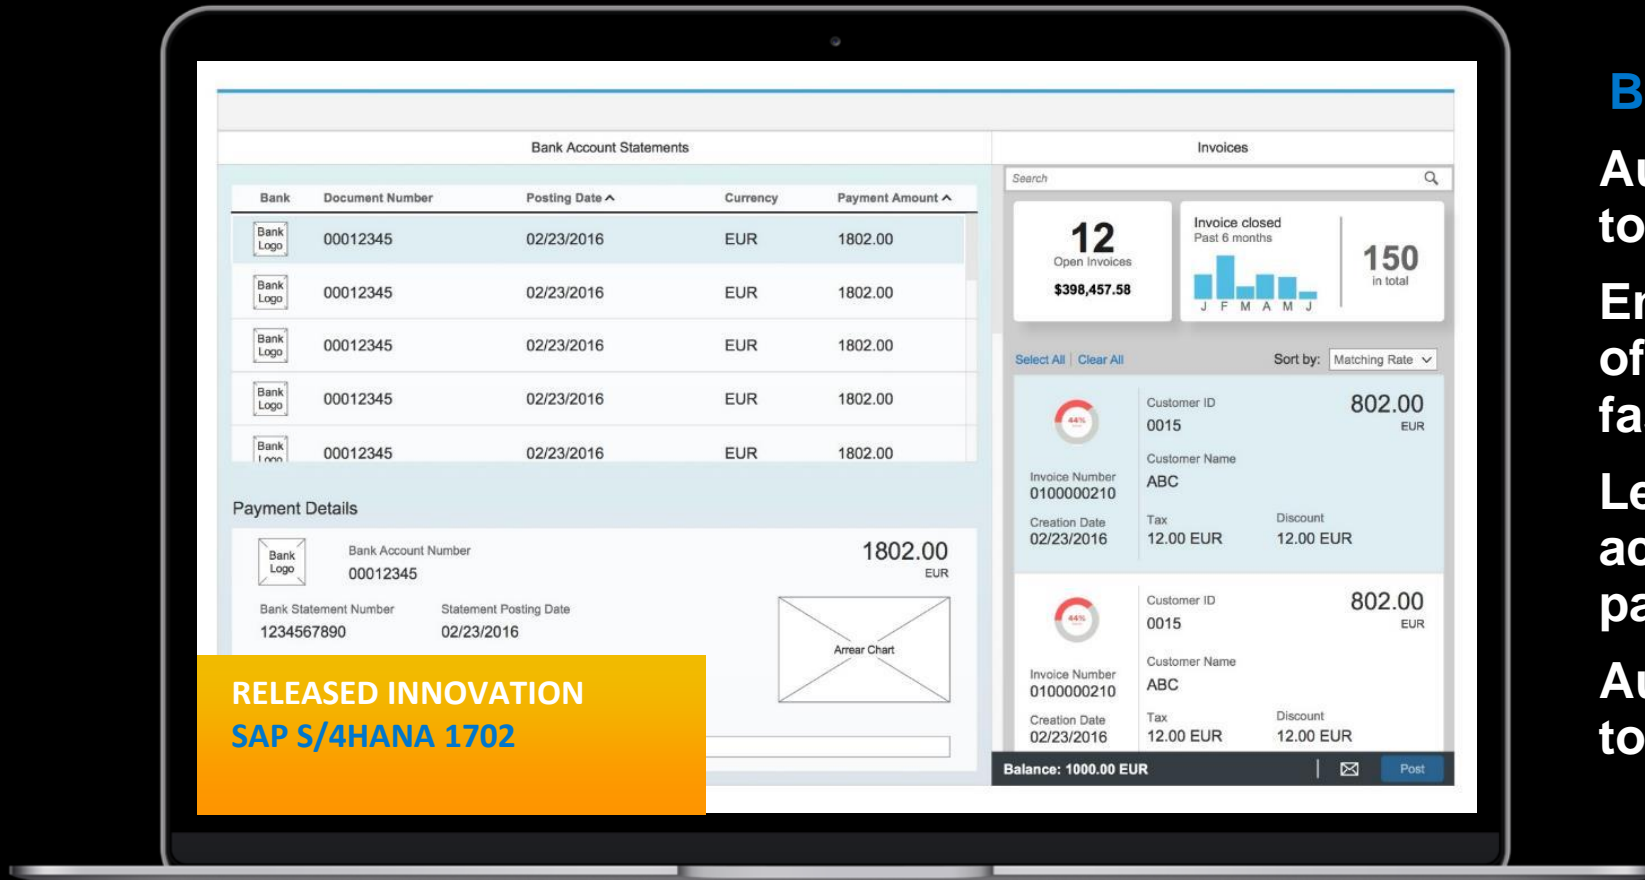 Bank Account Statements
Bank Document Number Posting Date Currency Payment Amount
Bank Logo 00012345 02/23/2016 EUR 1802.00
Bank Logo 00012345 02/23/2016 EUR 1802.00
Bank Logo 00012345 02/23/2016 EUR 1802.00
Bank Logo 00012345 02/23/2016 EUR 1802.00
Bank Logo 00012345 02/23/2016 EUR 1802.00
Payment Details
Bank Logo
Bank Account Number
00012345
1802.00
EUR
Bank Statement Number Statement Posting Date
1234567890 02/23/2016
Arrear Chart
RELEASED INNOVATION
SAP S/4HANA 1702
Invoices
Search
12
Open Invoices
$398,457.58
Invoice closed
Past 6 months
J F M A M J
150
in total
Select All | Clear All Sort by: Matching Rate
44%
Customer ID
0015
802.00
EUR
Customer Name
ABC
Invoice Number
0100000210
Creation Date
02/23/2016
Tax
12.00 EUR
Discount
12.00 EUR
44%
Customer ID
0015
802.00
EUR
Customer Name
ABC
Invoice Number
0100000210
Creation Date
02/23/2016
Tax
12.00 EUR
Discount
12.00 EUR
Balance: 1000.00 EUR Post
B
Au
to
of
to